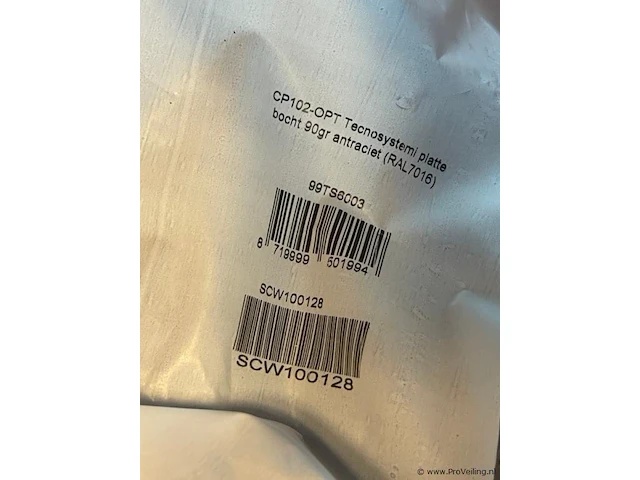 CP102-OPT Tecnosystemi platte
bocht 90gr antraciet (RAL7016)
99TS6003
8 719999 501994
SCW100128
SCW100128
© www.ProVeiling.nl